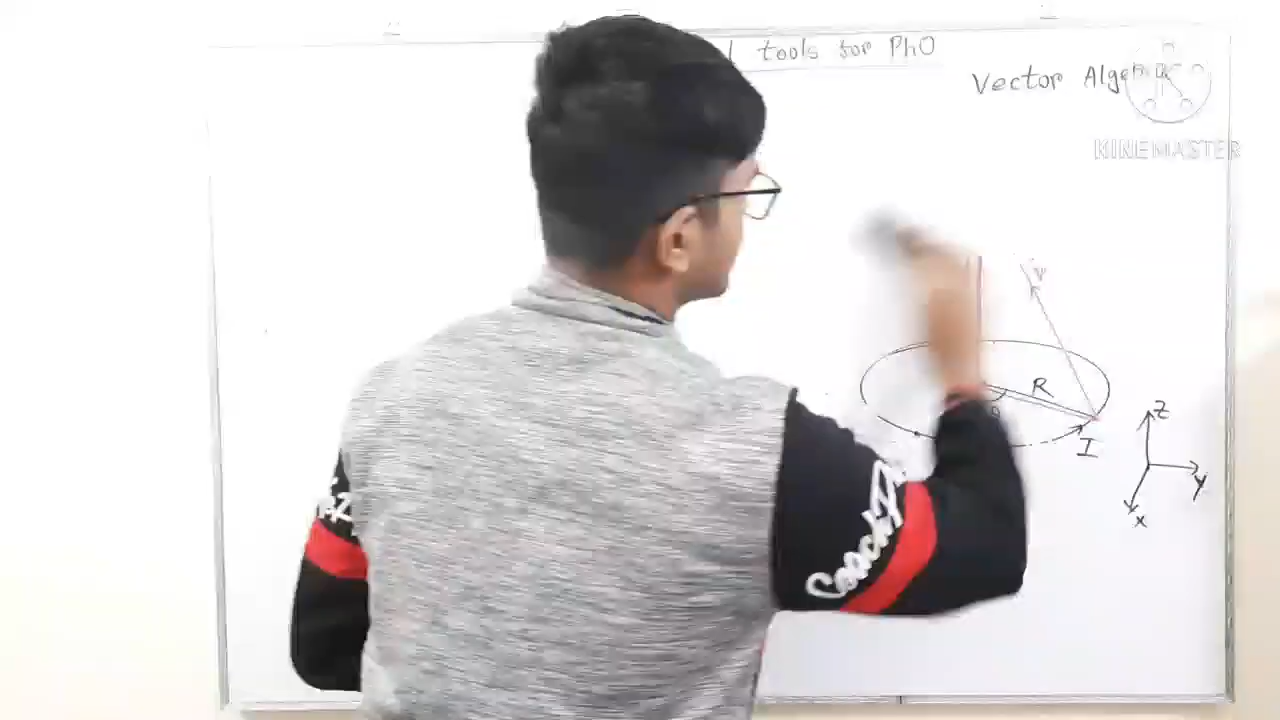 tools for PhO
Vector Algebra
KINEMASTER
v
R
θ
I
z
y
x